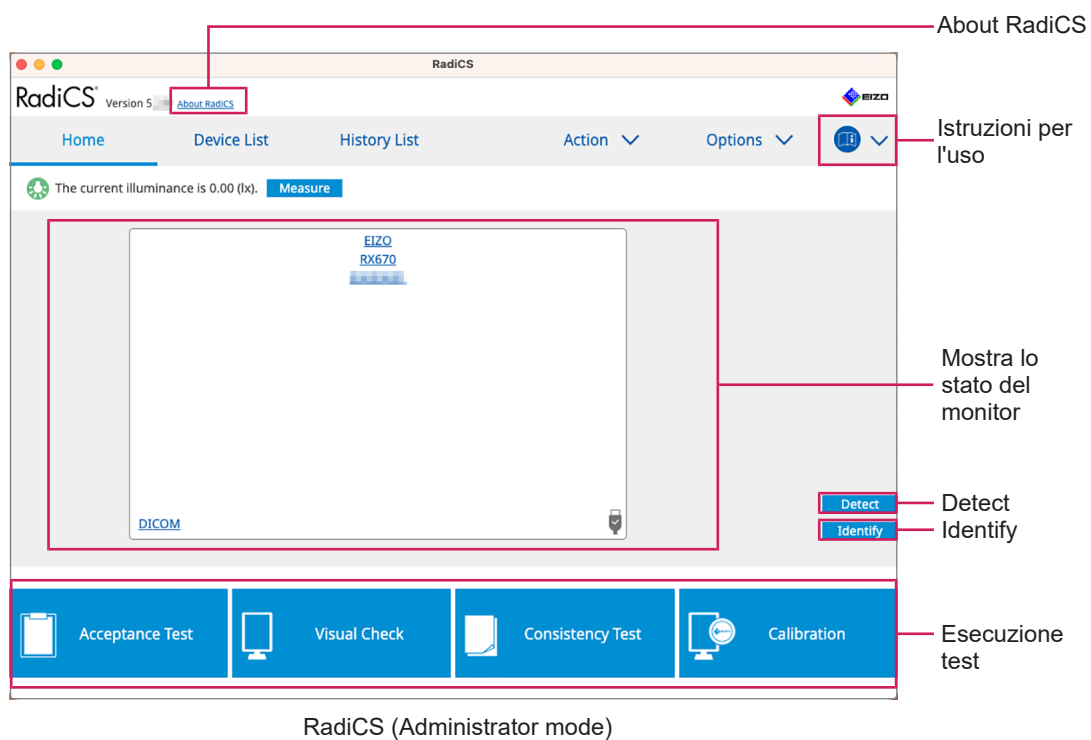 About RadiCS
RadiCS
RadiCS® Version 5 About RadiCS
EIZO
Home Device List History List Action Options
Istruzioni per
l'uso
The current illuminance is 0.00 (lx). Measure
EIZO
RX670
Mostra lo
stato del
monitor
DICOM
Detect
Detect
Identify
Identify
Acceptance Test Visual Check Consistency Test Calibration
Esecuzione
test
RadiCS (Administrator mode)